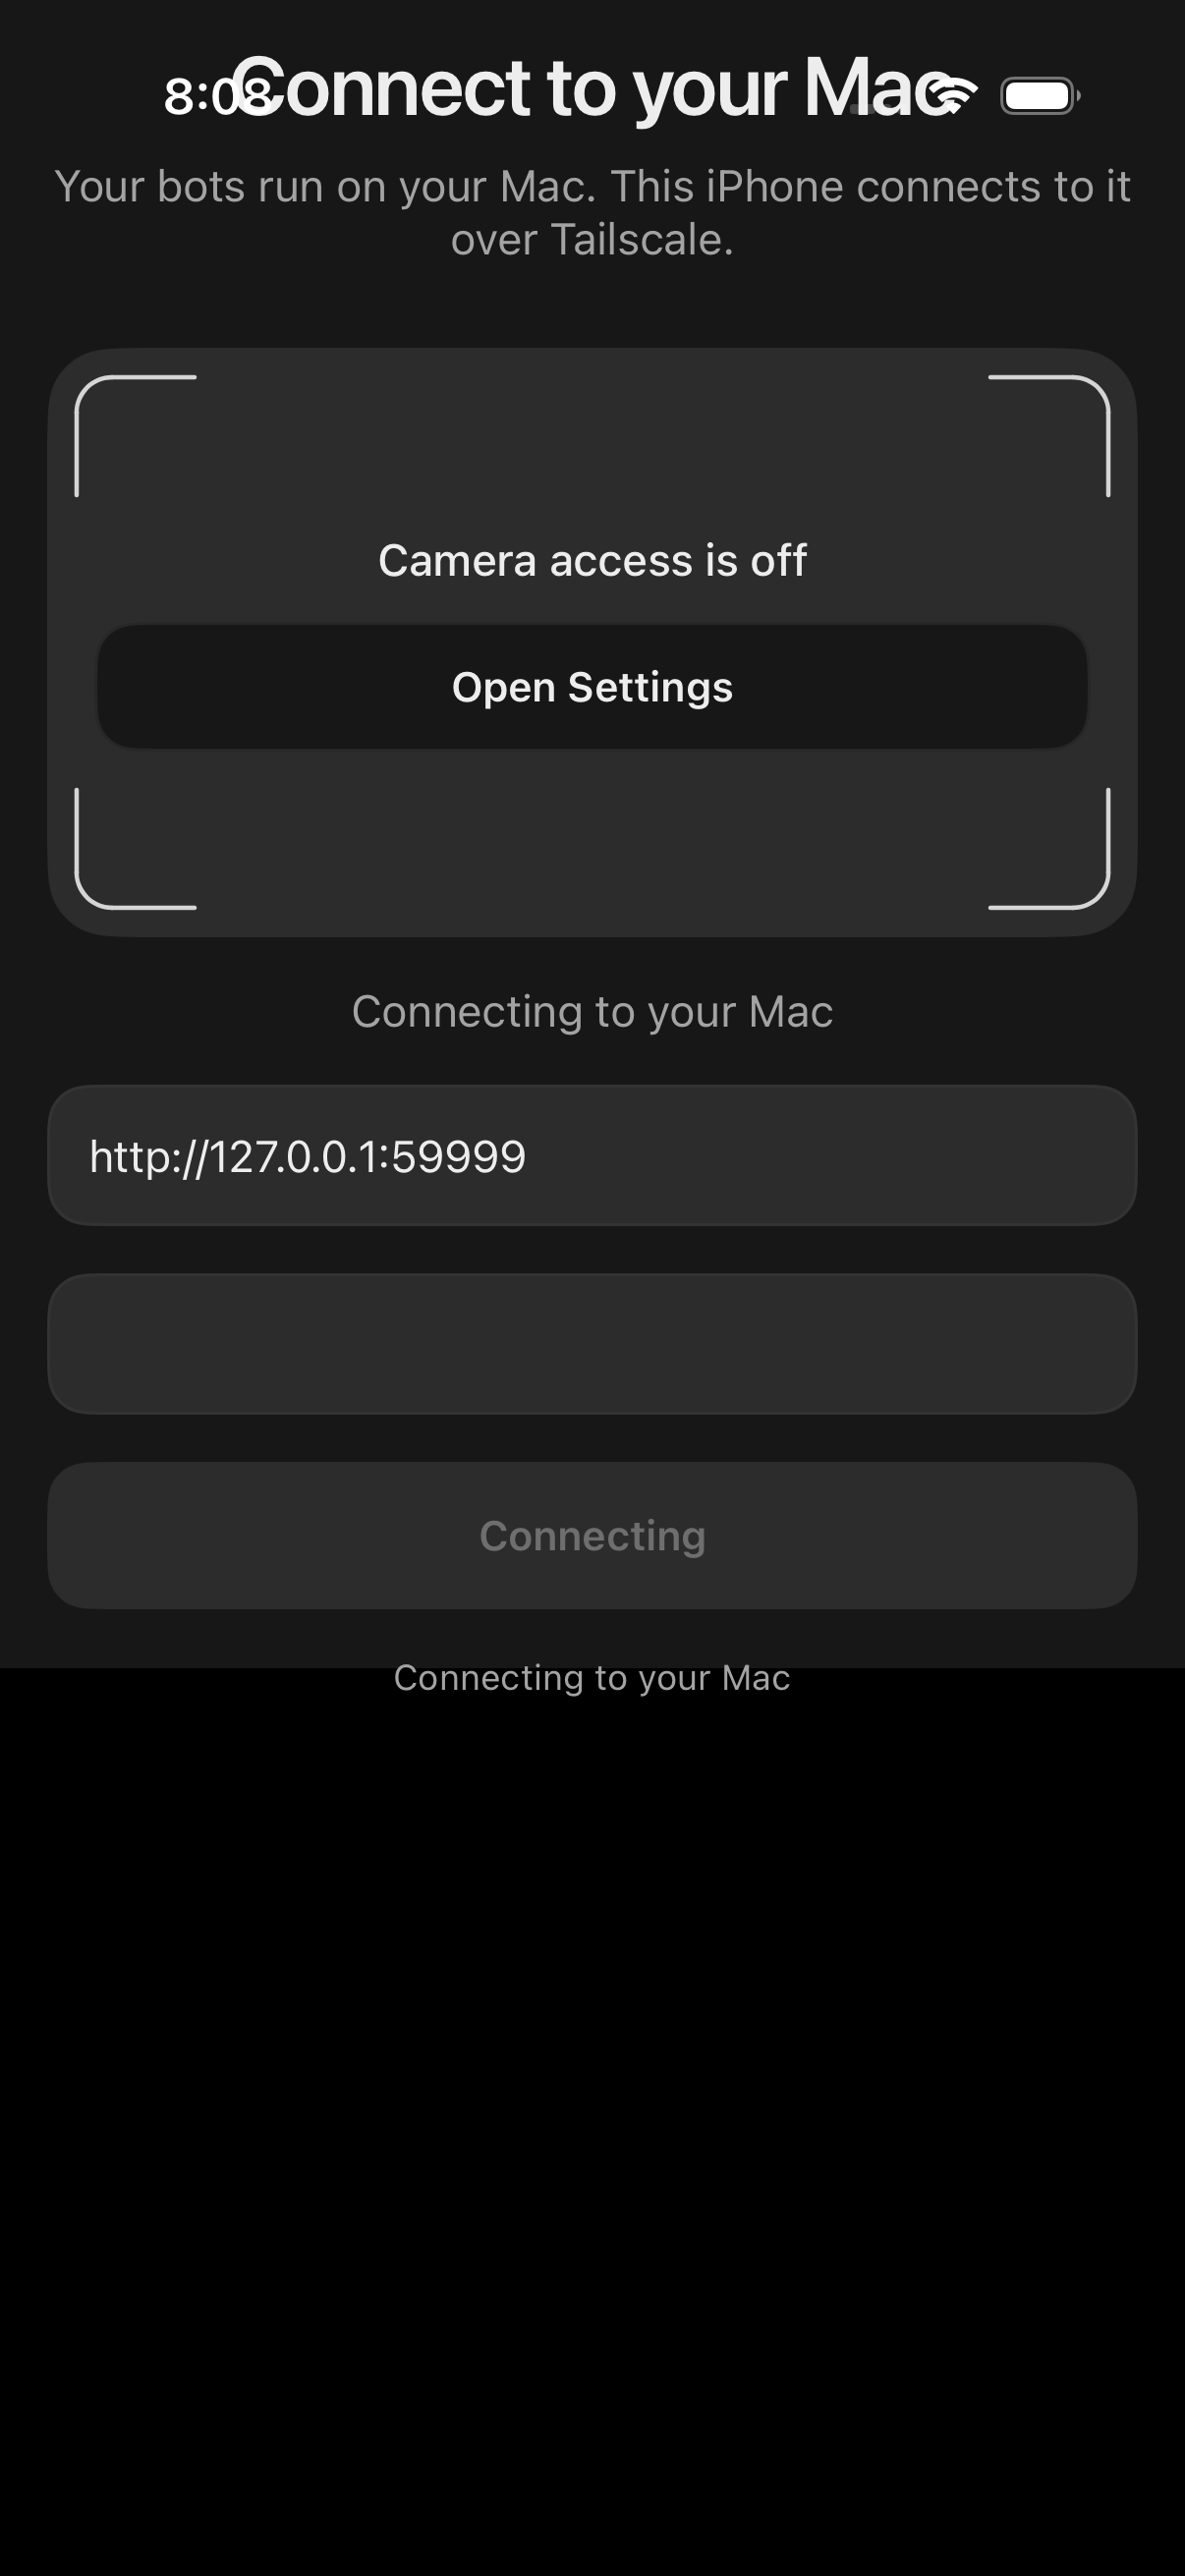 8:08
Connect to your Mac
Your bots run on your Mac. This iPhone connects to it
over Tailscale.
Camera access is off
Open Settings
Connecting to your Mac
http://127.0.0.1:59999
Connecting
Connecting to your Mac